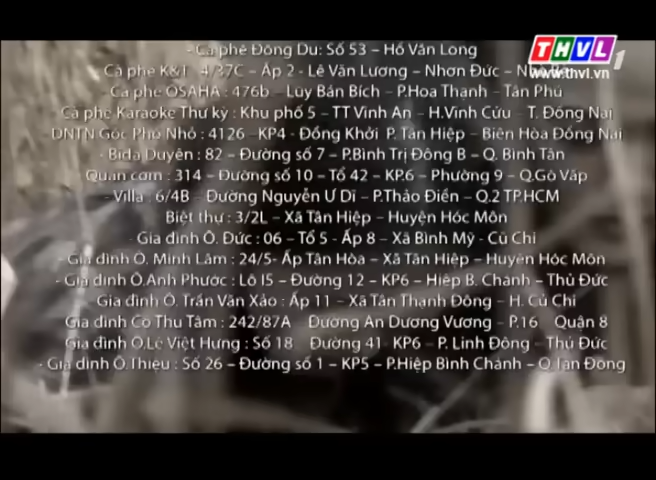 - Cà phê Đông Du: Số 53 – Hồ Văn Long
THVL1
www.thvl.vn
Cà phê K&T 4/37C – Ấp 2 - Lê Văn Lương – Nhơn Đức –
Cà phê OSAHA : 476b – Lũy Bán Bích – P.Hoà Thạnh – Tân Phú
Cà phê Karaoke Thư kỳ : Khu phố 5 – TT Vĩnh An – H.Vĩnh Cửu – T. Đồng Nai
DNTN Góc Phù Nhỏ : 4126 –KP4 - Đồng Khởi P. Tân Hiệp – Biên Hòa Đồng Nai
- Bida Duyên : 82 – Đường số 7 – P.Bình Trị Đông B – Q. Bình Tân
- Quán cơm : 314 – Đường số 10 – Tổ 42 – KP.6 – Phường 9 – Q.Gò Vấp
- Villa : 6/4B – Đường Nguyễn Ư Dĩ – P.Thảo Điền – Q.2 TP.HCM
Biệt thự : 3/2L – Xã Tân Hiệp – Huyện Hóc Môn
- Gia đình Ô. Đức : 06 – Tổ 5 - Ấp 8 – Xã Bình Mỹ - Củ Chi
- Gia đình Ô. Minh Lâm : 24/5- Ấp Tân Hòa – Xã Tân Hiệp – Huyện Hóc Môn
- Gia đình Ô.Anh Phước : Lô I5 – Đường 12 – KP6 – Hiệp B. Chánh – Thủ Đức
Gia đình Ô. Trần Văn Xảo : Ấp 11 – Xã Tân Thạnh Đông – H. Củ Chi
Gia đình Cô Thu Tâm : 242/87A Đường An Dương Vương – P.16 Quận 8
Gia đình Ô.Lê Việt Hưng : Số 18 Đường 41 KP6 – P. Linh Đông – Thủ Đức
- Gia đình Ô.Thiệu : Số 26 – Đường số 1 – KP5 – P.Hiệp Bình Chánh – Q.Tân Đông